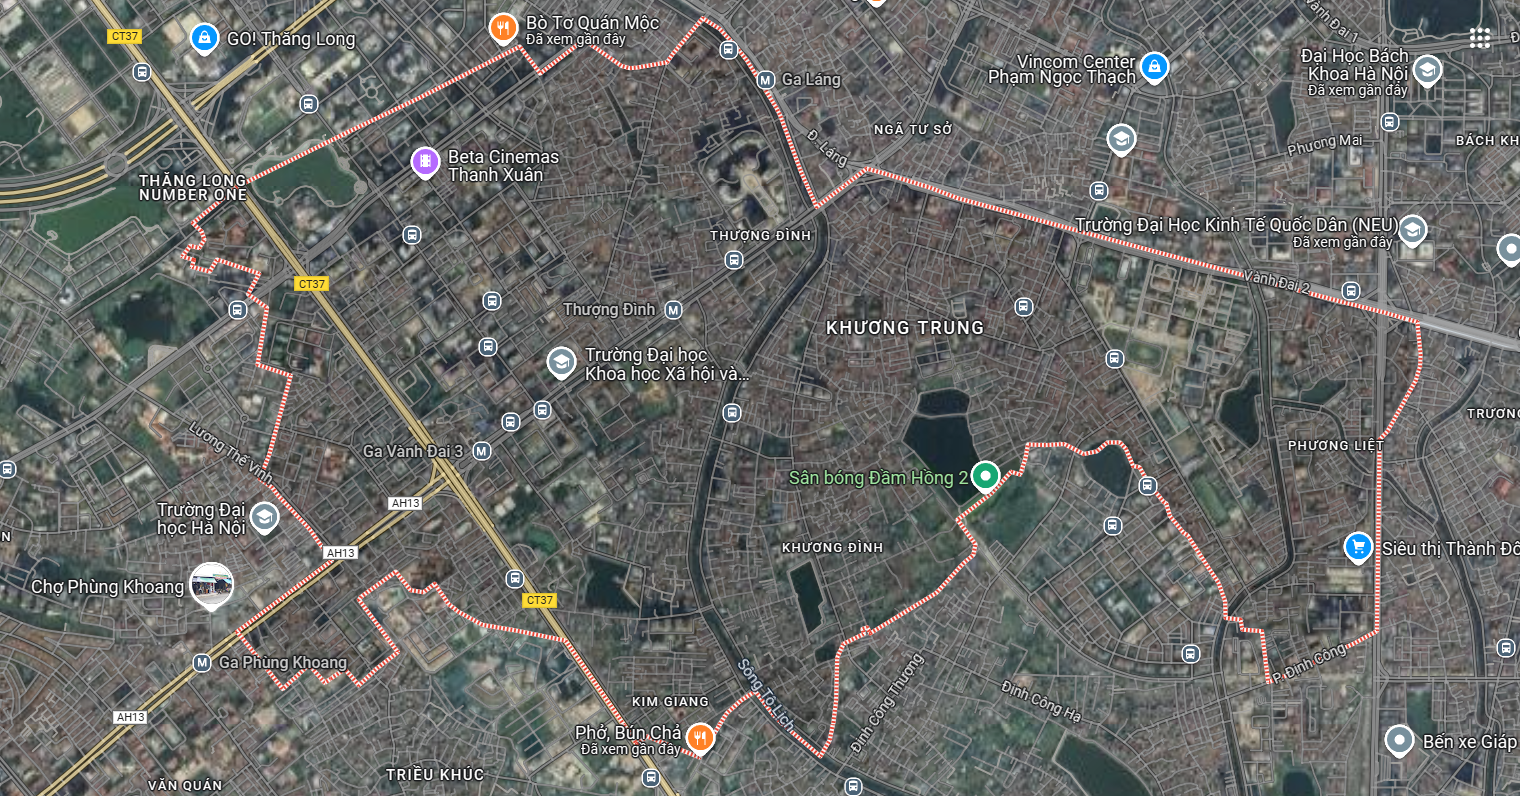 CT37
GO! Thăng Long
Bò Tơ Quán Mộc
Đã xem gần đây
Ga Láng
Đ. Láng
NGÃ TƯ SỞ
Vincom Center
Phạm Ngọc Thạch
Vành Đai 1
Đại Học Bách
Khoa Hà Nội
Đã xem gần đây
Phương Mai
BÁCH KH
THĂNG LONG
NUMBER ONE
Beta Cinemas
Thanh Xuân
THƯỢNG ĐÌNH
Trường Đại Học Kinh Tế Quốc Dân (NEU)
Đã xem gần đây
Vành Đai 2
CT37
Thượng Đình
KHƯƠNG TRUNG
Trường Đại học
Khoa học Xã hội và...
TRƯƠN
PHƯƠNG LIỆT
Lương Thế Vinh
Ga Vành Đai 3
Sân bóng Đầm Hồng 2
AH13
Trường Đại
học Hà Nội
N
AH13
KHƯƠNG ĐÌNH
Siêu thị Thành Đô
Chợ Phùng Khoang
CT37
Ga Phùng Khoang
P. Định Công
Sông Tô Lịch
Định Công Thượng
Định Công Hạ
KIM GIANG
AH13
Phở, Bún Chả
Đã xem gần đây
Bến xe Giáp
TRIỀU KHÚC
VĂN QUÁN